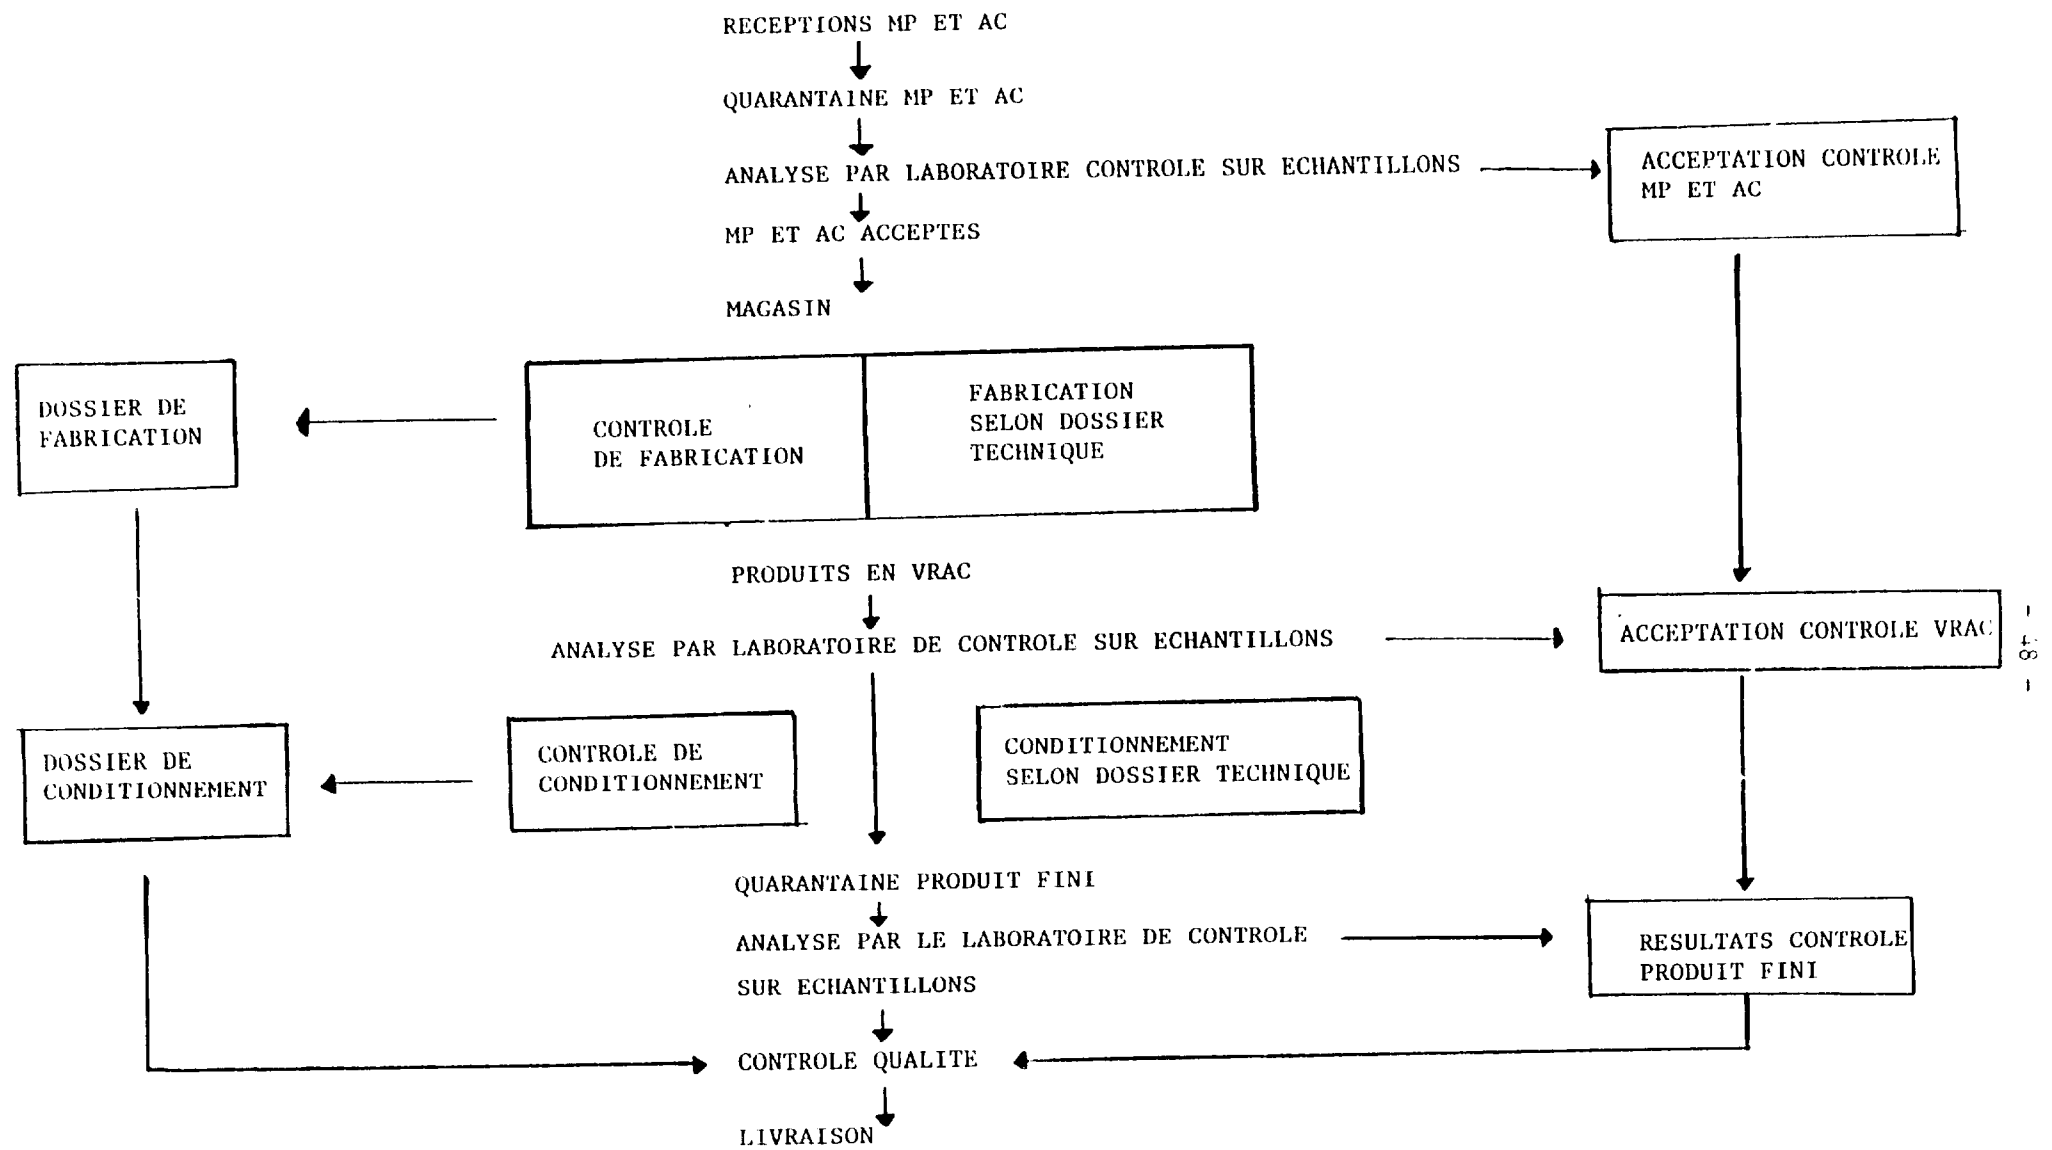 RECEPTIONS MP ET AC
QUARANTAINE MP ET AC
ANALYSE PAR LABORATOIRE CONTROLE SUR ECHANTILLONS
ACCEPTATION CONTROLE
MP ET AC
MP ET AC ACCEPTES
MAGASIN
DOSSIER DE
FABRICATION
CONTROLE
DE FABRICATION
FABRICATION
SELON DOSSIER
TECHNIQUE
PRODUITS EN VRAC
ANALYSE PAR LABORATOIRE DE CONTROLE SUR ECHANTILLONS
ACCEPTATION CONTROLE VRAC
- 48 -
DOSSIER DE
CONDITIONNEMENT
CONTROLE DE
CONDITIONNEMENT
CONDITIONNEMENT
SELON DOSSIER TECHNIQUE
QUARANTAINE PRODUIT FINI
ANALYSE PAR LE LABORATOIRE DE CONTROLE
SUR ECHANTILLONS
RESULTATS CONTROLE
PRODUIT FINI
CONTROLE QUALITE
LIVRAISON